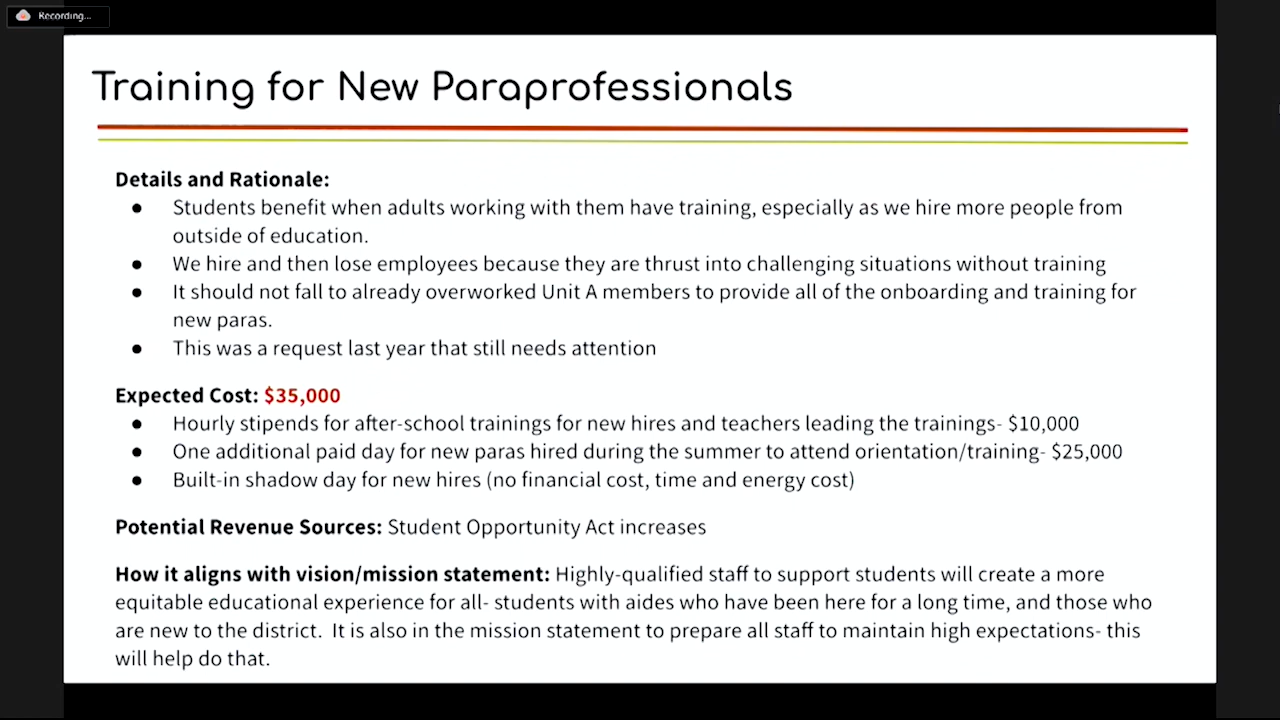 Recording...
Training for New Paraprofessionals
Details and Rationale:
● Students benefit when adults working with them have training, especially as we hire more people from
outside of education.
● We hire and then lose employees because they are thrust into challenging situations without training
● It should not fall to already overworked Unit A members to provide all of the onboarding and training for
new paras.
● This was a request last year that still needs attention
Expected Cost: $35,000
● Hourly stipends for after-school trainings for new hires and teachers leading the trainings- $10,000
● One additional paid day for new paras hired during the summer to attend orientation/training- $25,000
● Built-in shadow day for new hires (no financial cost, time and energy cost)
Potential Revenue Sources: Student Opportunity Act increases
How it aligns with vision/mission statement: Highly-qualified staff to support students will create a more
equitable educational experience for all- students with aides who have been here for a long time, and those who
are new to the district. It is also in the mission statement to prepare all staff to maintain high expectations- this
will help do that.